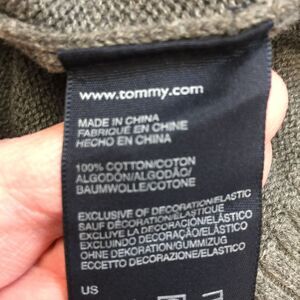 www.tommy.com
MADE IN CHINA
FABRIQUÉ EN CHINE
HECHO EN CHINA
100% COTTON/COTON
ALGODÓN/ALGODÃO/
BAUMWOLLE/COTONE
EXCLUSIVE OF DECORATION/ELASTIC
SAUF DÉCORATION/ÉLASTIQUE
EXCLUYE LA DECORACIÓN/ELÁSTICO
EXCLUINDO DECORAÇÃO/ELÁSTICO
OHNE DEKORATION/GUMMIZUG
ECCETTO DECORAZIONE/ELASTICO
US